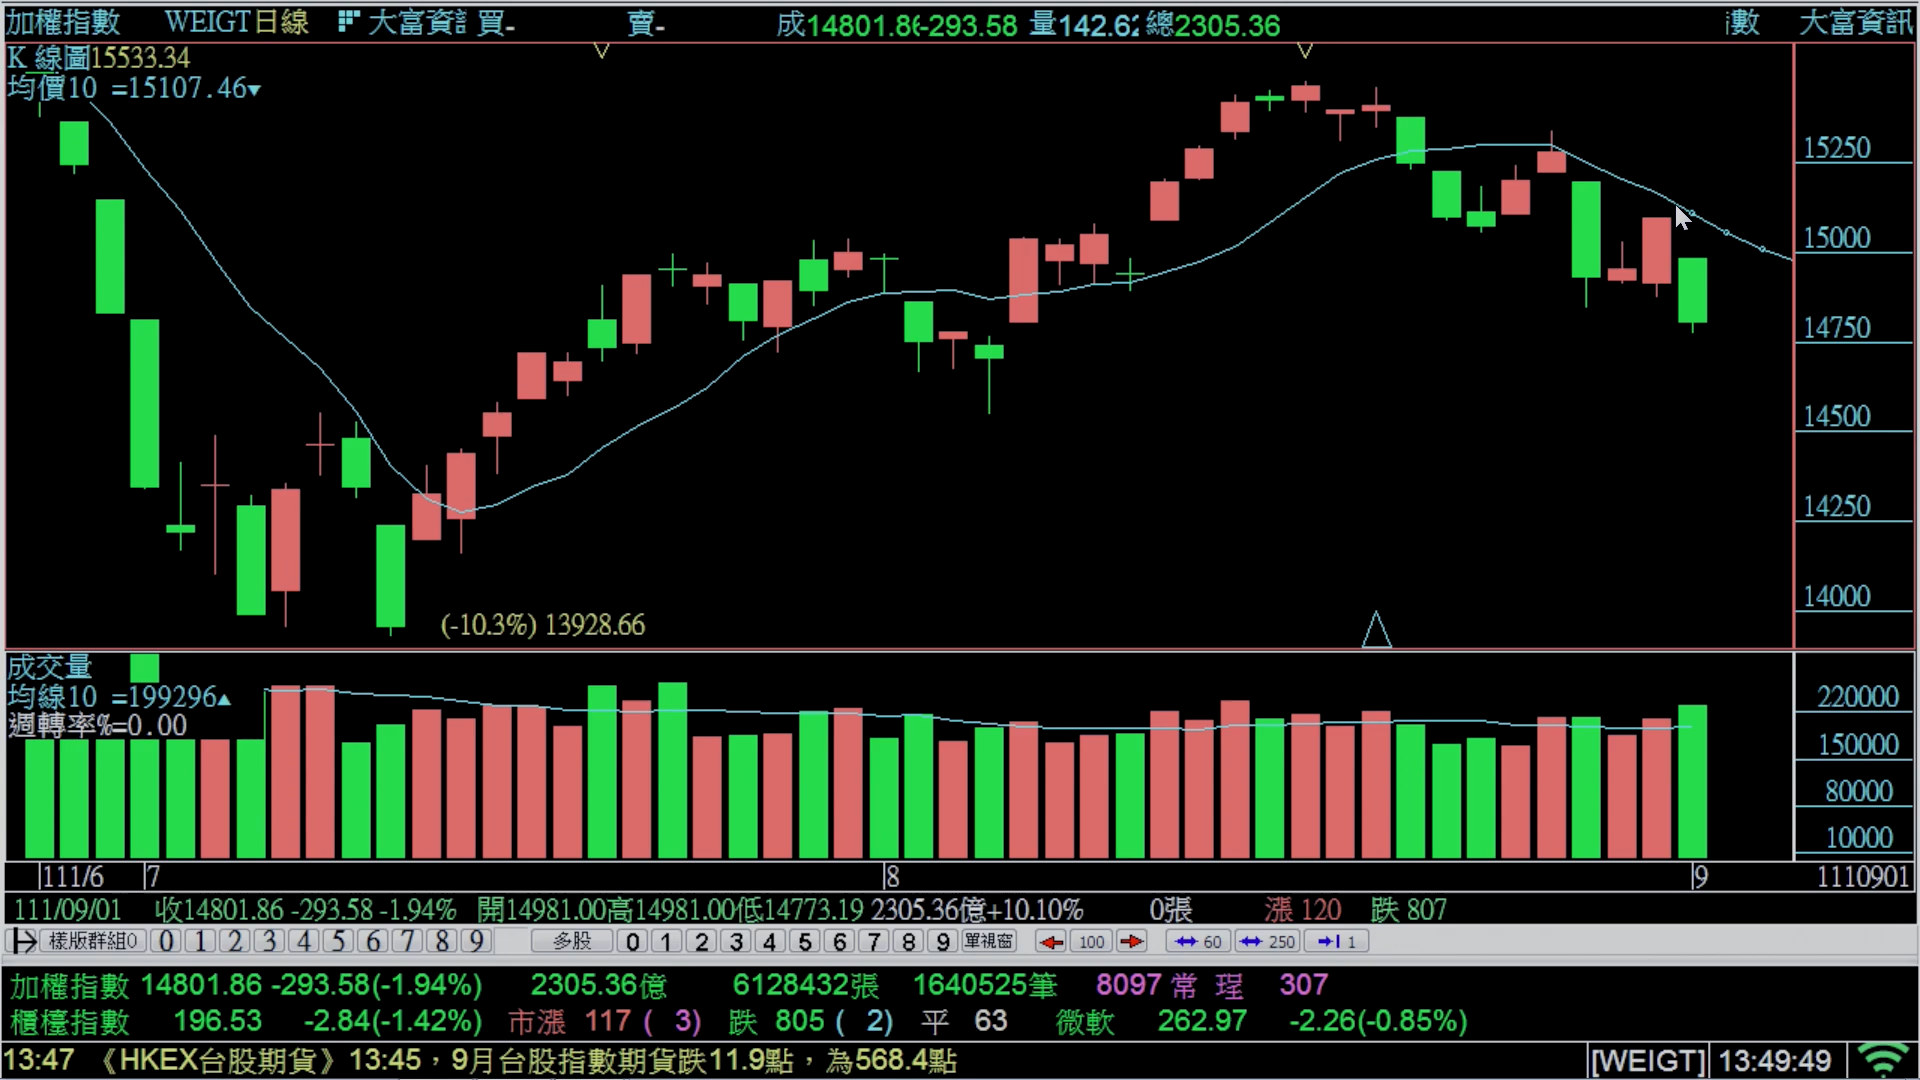 加權指數 WEIGT日線 大富資訊 買- 賣- 成14801.86-293.58 量142.62 總2305.36 數 大富資訊
K 線圖15533.34
均價10 =15107.46▼
15250
15000
14750
14500
14250
14000
(-10.3%) 13928.66
成交量
均線10 =199296▲
週轉率%=0.00
220000
150000
80000
10000
111/6 7 8 9 1110901
111/09/01 收14801.86 -293.58 -1.94% 開14981.00高14981.00低14773.19 2305.36億+10.10% 0張 漲 120 跌 807
樣版群組0 0 1 2 3 4 5 6 7 8 9 多股 0 1 2 3 4 5 6 7 8 9 單視窗 100 60 250 1
加權指數 14801.86 -293.58(-1.94%) 2305.36億 6128432張 1640525筆 8097 常 珵 307
櫃檯指數 196.53 -2.84(-1.42%) 市漲 117 ( 3) 跌 805 ( 2) 平 63 微軟 262.97 -2.26(-0.85%)
13:47 《HKEX台股期貨》13:45，9月台股指數期貨跌11.9點，為568.4點 [WEIGT] 13:49:49